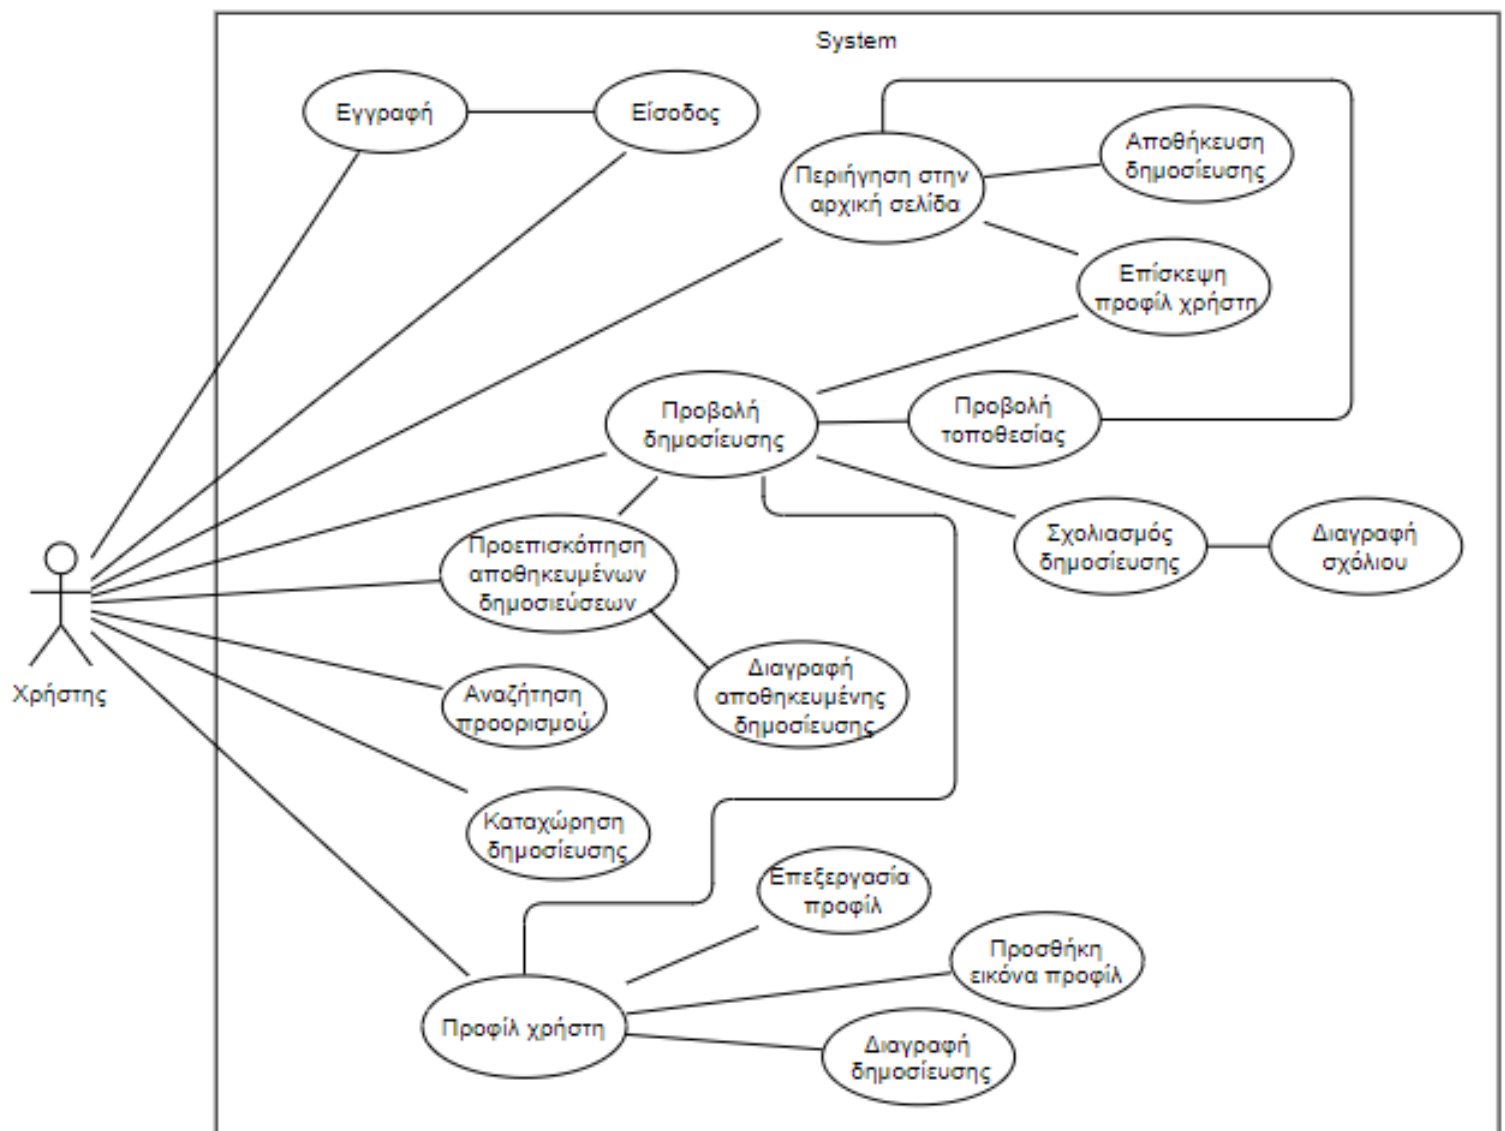 System
Εγγραφή
Είσοδος
Περιήγηση στην
αρχική σελίδα
Αποθήκευση
δημοσίευσης
Επίσκεψη
προφίλ χρήστη
Προβολή
δημοσίευσης
Προβολή
τοποθεσίας
Σχολιασμός
δημοσίευσης
Διαγραφή
σχόλιου
Προεπισκόπηση
αποθηκευμένων
δημοσιεύσεων
Χρήστης
Αναζήτηση
προορισμού
Διαγραφή
αποθηκευμένης
δημοσίευσης
Καταχώρηση
δημοσίευσης
Επεξεργασία
προφίλ
Προσθήκη
εικόνα προφίλ
Προφίλ χρήστη
Διαγραφή
δημοσίευσης